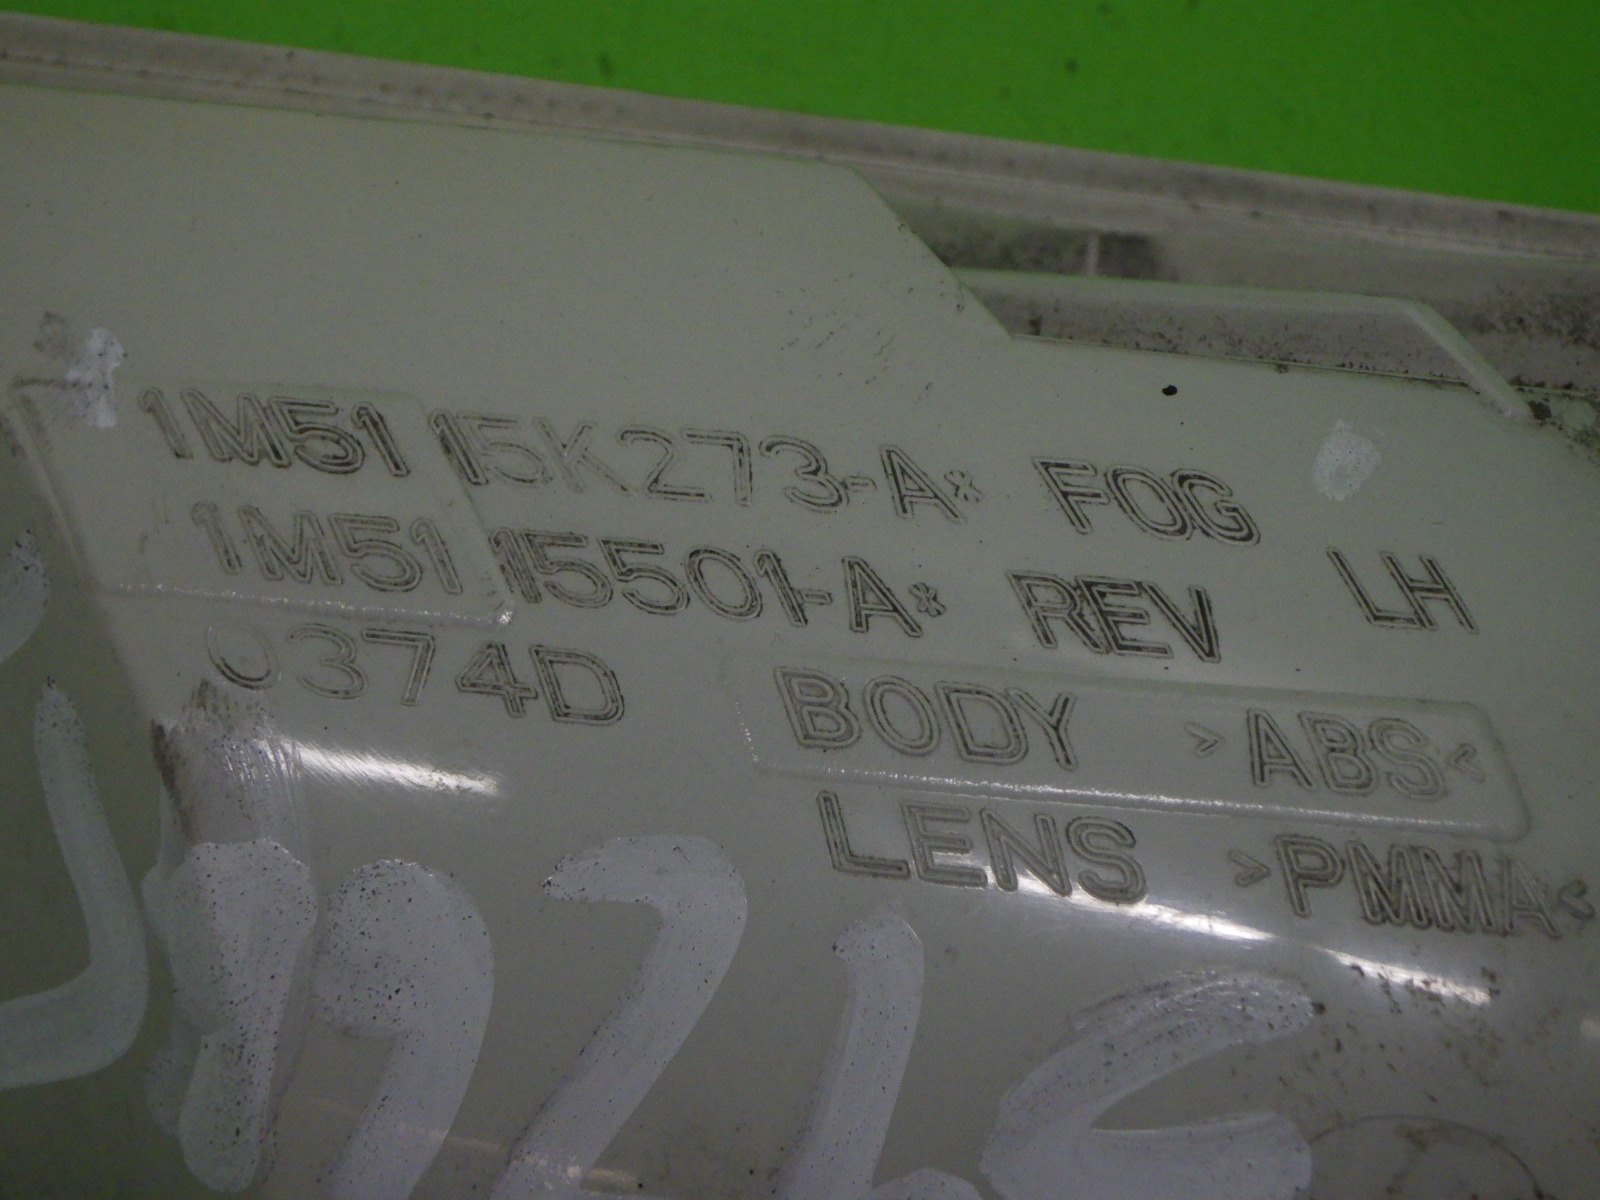 1M51 15K273-A* FOG
1M51 15501-A* REV LH
0374D
BODY >ABS<
LENS >PMMA<